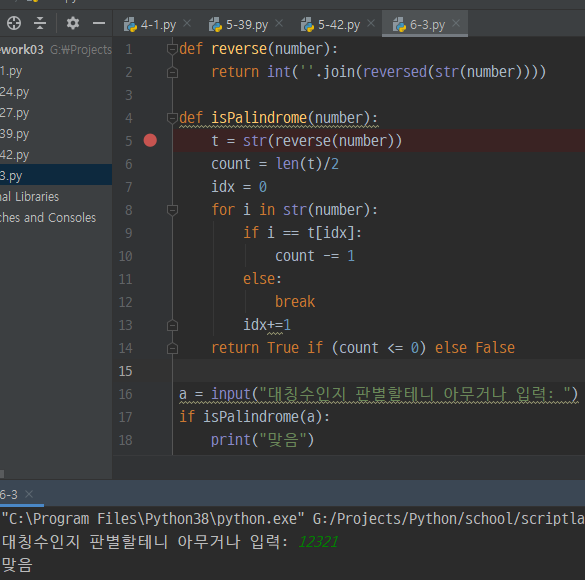 4-1.py 5-39.py 5-42.py 6-3.py
ework03 G:₩Projects
1.py
24.py
27.py
39.py
42.py
3.py
nal Libraries
ches and Consoles
1 def reverse(number):
2 return int(''.join(reversed(str(number))))
3
4 def isPalindrome(number):
5 t = str(reverse(number))
6 count = len(t)/2
7 idx = 0
8 for i in str(number):
9 if i == t[idx]:
10 count -= 1
11 else:
12 break
13 idx+=1
14 return True if (count <= 0) else False
15
16 a = input("대칭수인지 판별할테니 아무거나 입력: ")
17 if isPalindrome(a):
18 print("맞음")
6-3
"C:\Program Files\Python38\python.exe" G:/Projects/Python/school/scriptla
대칭수인지 판별할테니 아무거나 입력: 12321
맞음